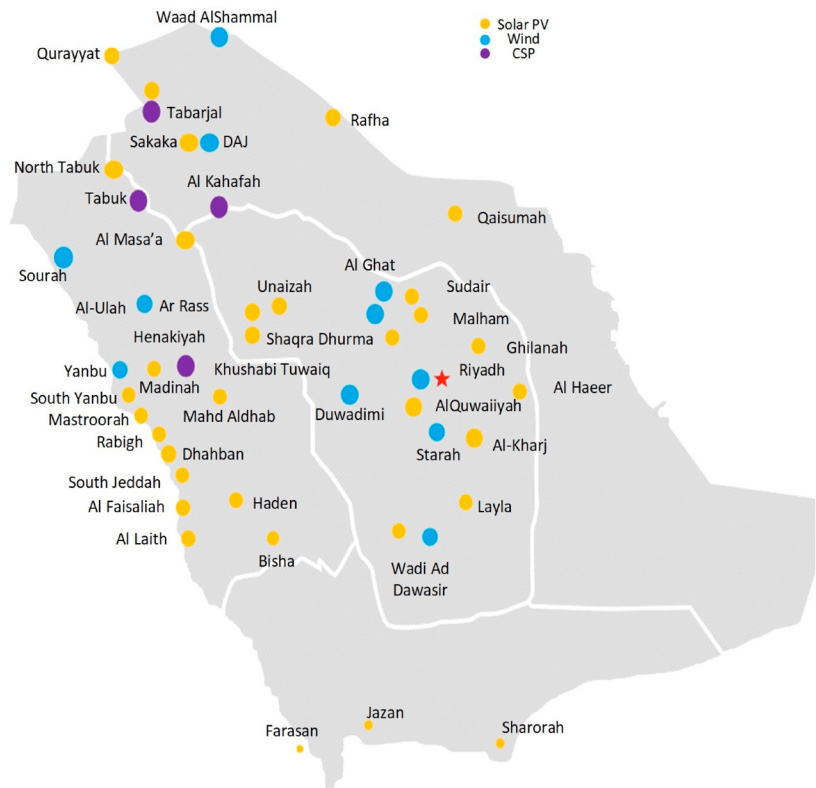 Waad AlShammal
Solar PV
Wind
CSP
Qurayyat
Tabarjal
Rafha
Sakaka
DAJ
North Tabuk
Al Kahafah
Tabuk
Qaisumah
Al Masa’a
Al Ghat
Sourah
Unaizah
Sudair
Al-Ulah
Ar Rass
Malham
Henakiyah
Shaqra Dhurma
Ghilanah
Yanbu
Khushabi Tuwaiq
Riyadh
Madinah
Al Haeer
South Yanbu
Mahd Aldhab
Duwadimi
AlQuwaiiyah
Mastroorah
Rabigh
Starah
Al-Kharj
Dhahban
South Jeddah
Al Faisaliah
Haden
Layla
Al Laith
Bisha
Wadi Ad
Dawasir
Jazan
Farasan
Sharorah